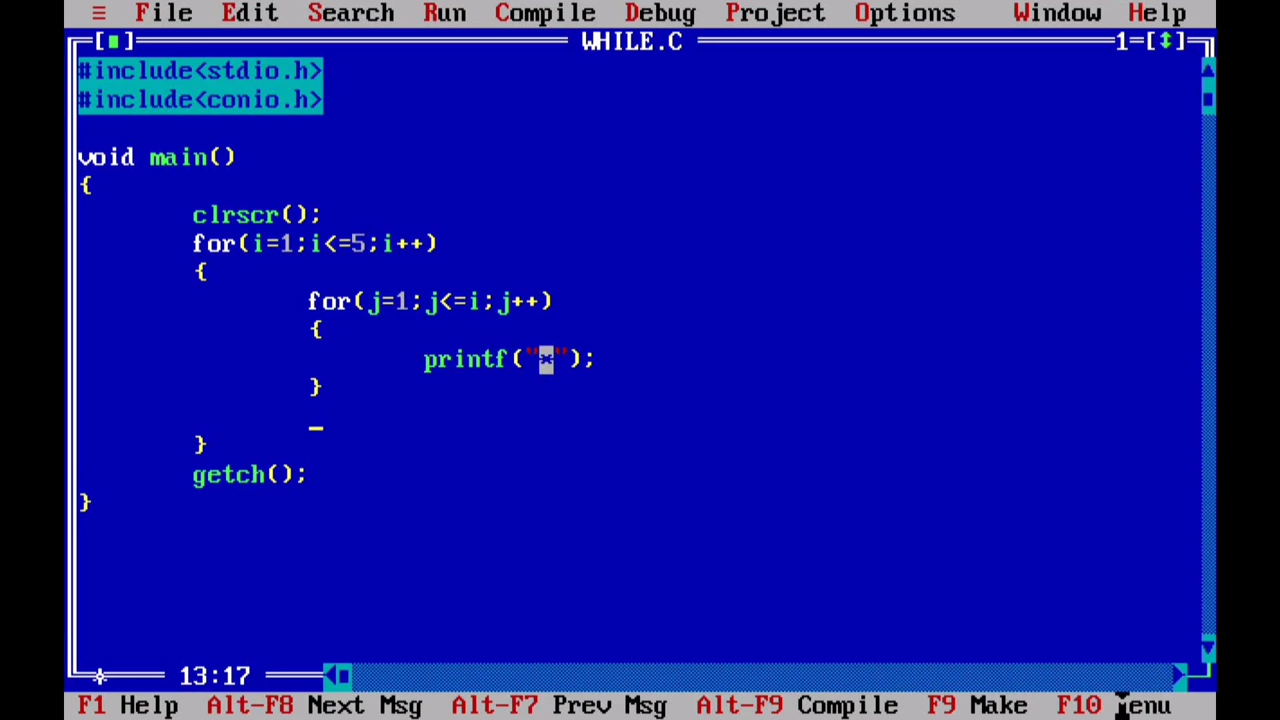 ≡ File Edit Search Run Compile Debug Project Options Window Help
[■] WHILE.C 1=[↕]
#include<stdio.h>
#include<conio.h>
void main()
{
clrscr();
for(i=1;i<=5;i++)
{
for(j=1;j<=i;j++)
{
printf("*");
}
_
}
getch();
}
13:17
F1 Help Alt-F8 Next Msg Alt-F7 Prev Msg Alt-F9 Compile F9 Make F10 Menu